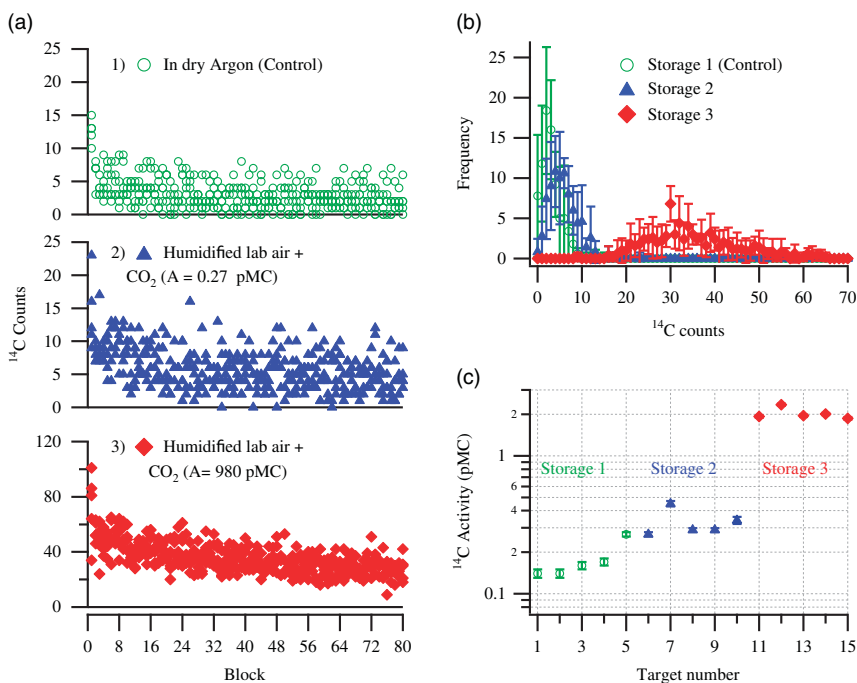 (a)
25
20
15
10
5
0
1) In dry Argon (Control)
25
20
15
10
5
0
2) Humidified lab air +
CO2 (A = 0.27 pMC)
14C Counts
120
80
40
0
3) Humidified lab air +
CO2 (A= 980 pMC)
0 8 16 24 32 40 48 56 64 72 80
Block
(b)
25
20
15
10
5
0
Frequency
Storage 1 (Control)
Storage 2
Storage 3
0 10 20 30 40 50 60 70
14C counts
(c)
2
1
6
4
2
0.1
14C Activity (pMC)
Storage 1 Storage 2 Storage 3
1 3 5 7 9 11 13 15
Target number